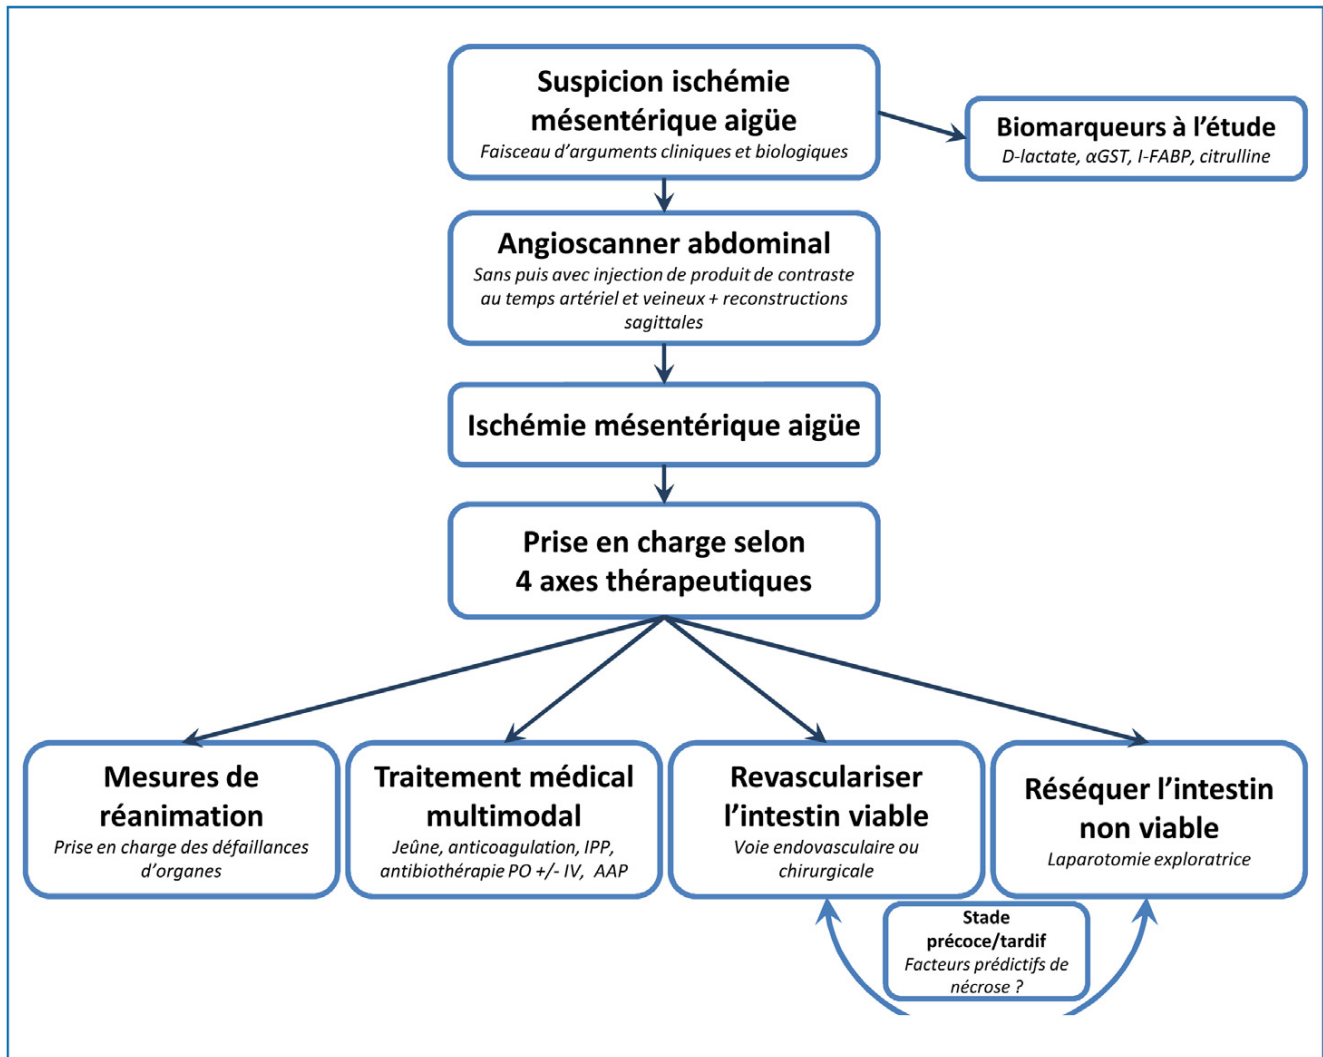 Suspicion ischémie
mésentérique aigüe
Faisceau d'arguments cliniques et biologiques
Biomarqueurs à l'étude
D-lactate, αGST, I-FABP, citrulline
Angioscanner abdominal
Sans puis avec injection de produit de contraste
au temps artériel et veineux + reconstructions
sagittales
Ischémie mésentérique aigüe
Prise en charge selon
4 axes thérapeutiques
Mesures de
réanimation
Prise en charge des défaillances
d'organes
Traitement médical
multimodal
Jeûne, anticoagulation, IPP,
antibiothérapie PO +/- IV, AAP
Revasculariser
l'intestin viable
Voie endovasculaire ou
chirurgicale
Réséquer l'intestin
non viable
Laparotomie exploratrice
Stade
précoce/tardif
Facteurs prédictifs de
nécrose ?